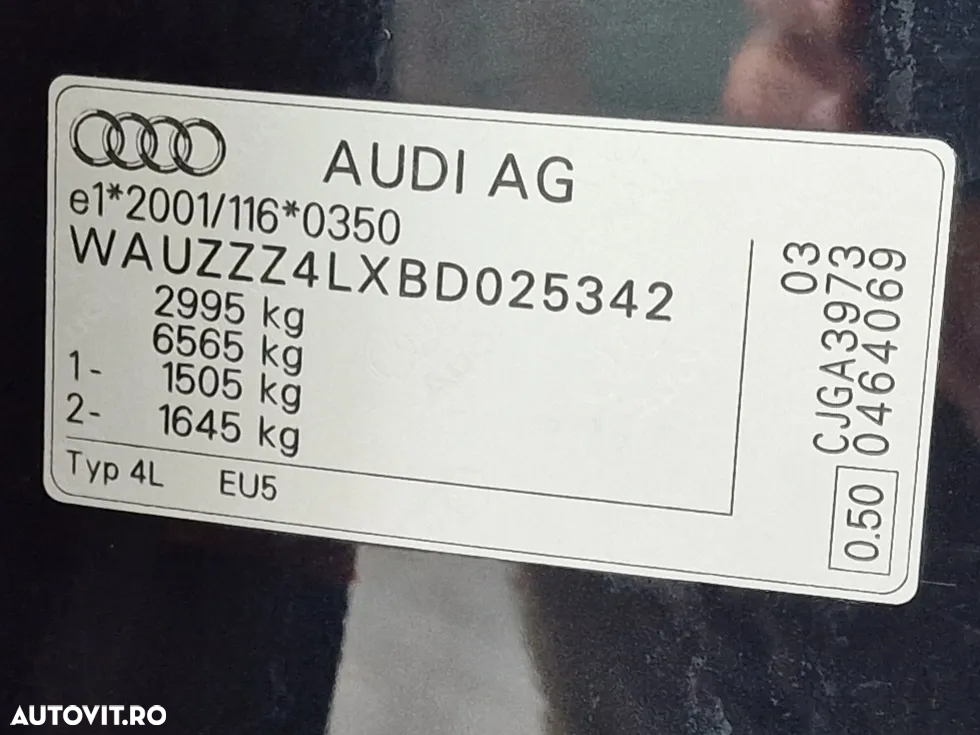 AUDI AG
e1*2001/116*0350
WAUZZZ4LXBD025342
2995 kg
6565 kg
1- 1505 kg
2- 1645 kg
Typ 4L EU5
03
CJGA3973
04640069
0.50
AUTOVIT.RO